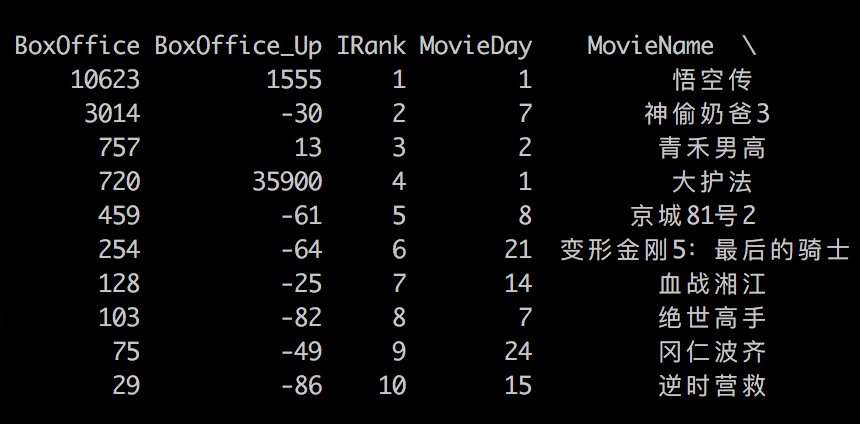 BoxOffice BoxOffice_Up IRank MovieDay MovieName \
10623 1555 1 1 悟空传
3014 -30 2 7 神偷奶爸3
757 13 3 2 青禾男高
720 35900 4 1 大护法
459 -61 5 8 京城81号2
254 -64 6 21 变形金刚5：最后的骑士
128 -25 7 14 血战湘江
103 -82 8 7 绝世高手
75 -49 9 24 冈仁波齐
29 -86 10 15 逆时营救